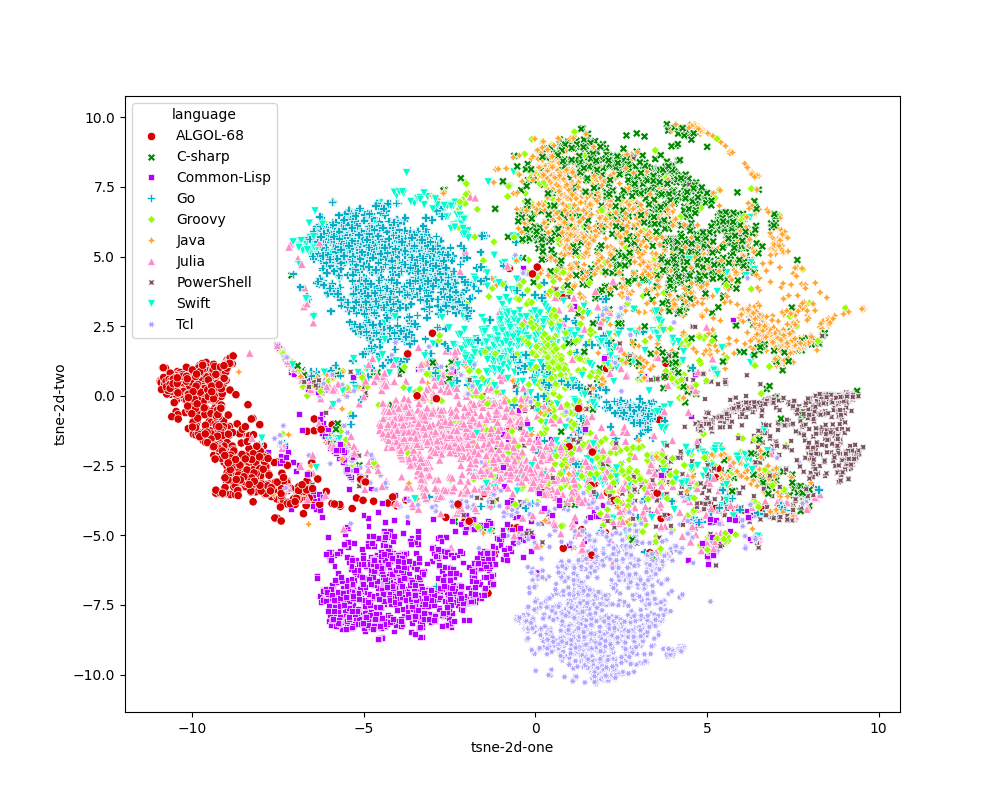 language
ALGOL-68
C-sharp
Common-Lisp
Go
Groovy
Java
Julia
PowerShell
Swift
Tcl
10.0
7.5
5.0
2.5
0.0
−2.5
−5.0
−7.5
−10.0
tsne-2d-two
−10
−5
0
5
10
tsne-2d-one